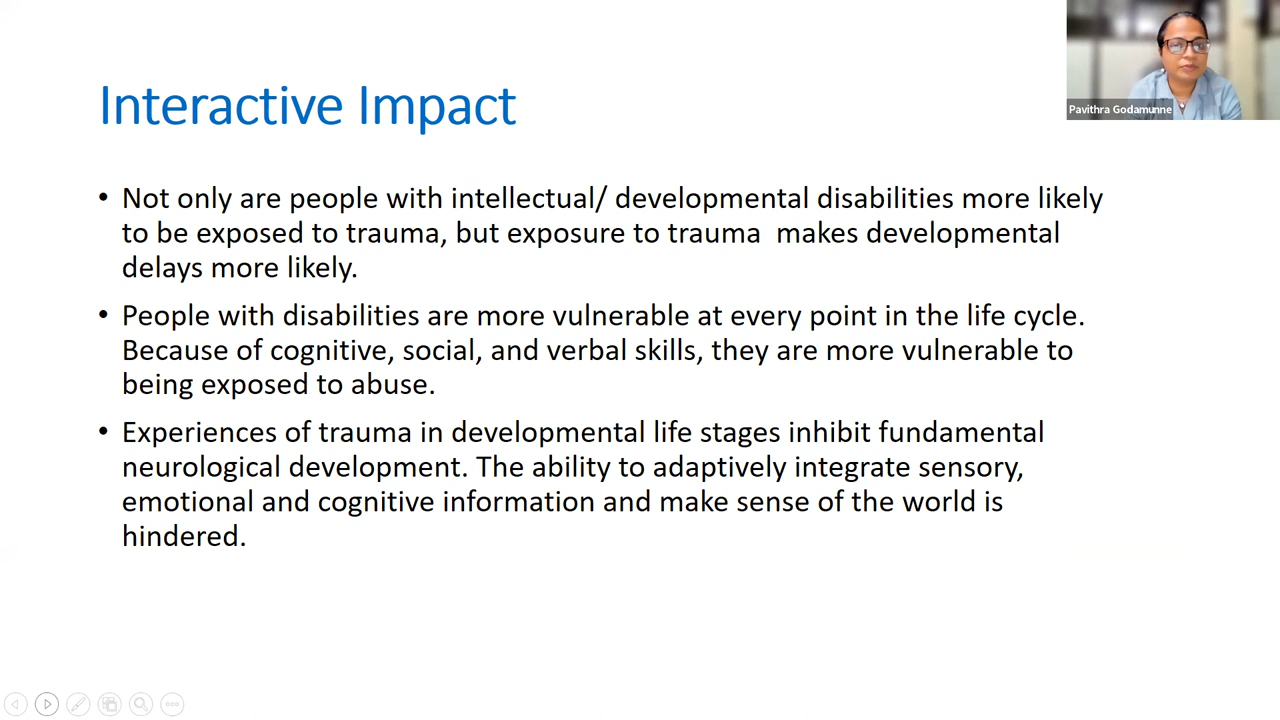 Interactive Impact
Pavithra Godamunne
• Not only are people with intellectual/ developmental disabilities more likely
to be exposed to trauma, but exposure to trauma  makes developmental
delays more likely.
• People with disabilities are more vulnerable at every point in the life cycle.
Because of cognitive, social, and verbal skills, they are more vulnerable to
being exposed to abuse.
• Experiences of trauma in developmental life stages inhibit fundamental
neurological development. The ability to adaptively integrate sensory,
emotional and cognitive information and make sense of the world is
hindered.